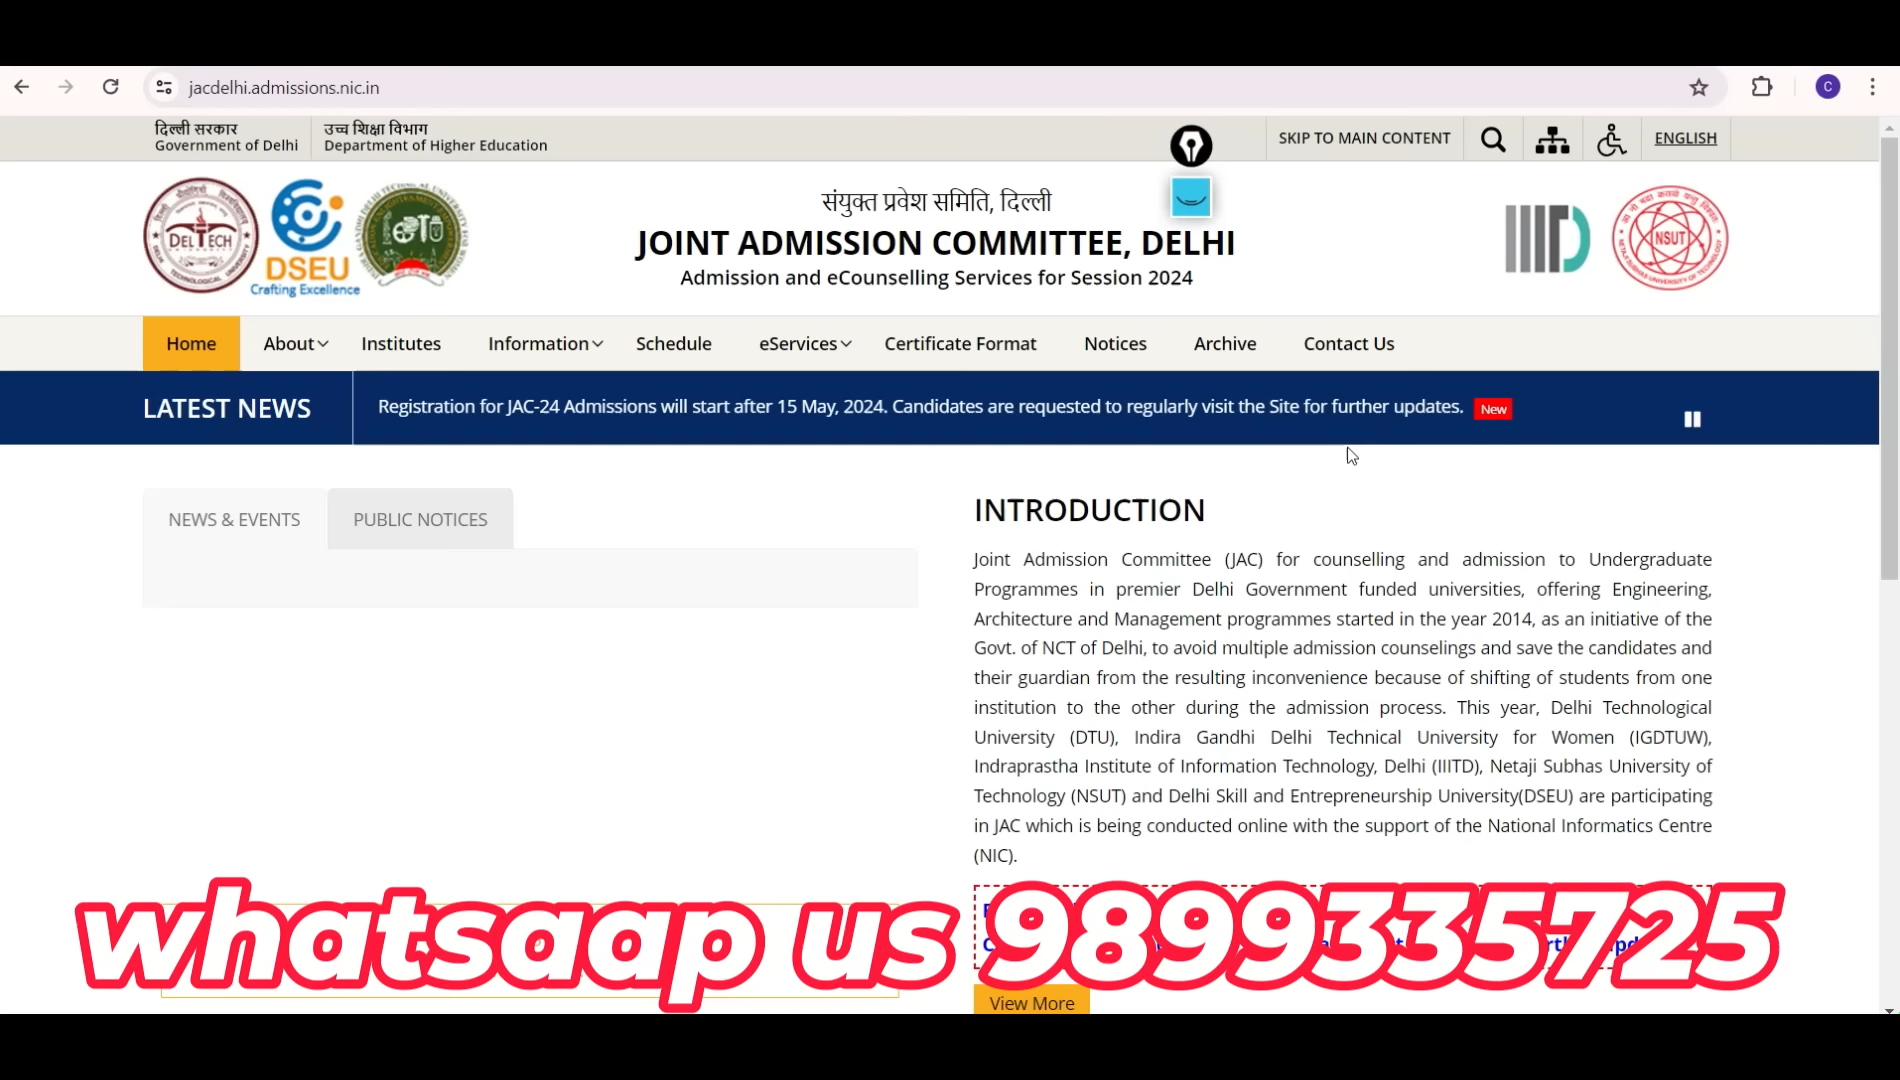 jacdelhi.admissions.nic.in
C
दिल्ली सरकार
Government of Delhi
उच्च शिक्षा विभाग
Department of Higher Education
SKIP TO MAIN CONTENT
ENGLISH
DELTECH
DSEU
Crafting Excellence
संयुक्त प्रवेश समिति, दिल्ली
JOINT ADMISSION COMMITTEE, DELHI
Admission and eCounselling Services for Session 2024
IIITD
NSUT
Home
About
Institutes
Information
Schedule
eServices
Certificate Format
Notices
Archive
Contact Us
LATEST NEWS
Registration for JAC-24 Admissions will start after 15 May, 2024. Candidates are requested to regularly visit the Site for further updates.
New
NEWS & EVENTS
PUBLIC NOTICES
INTRODUCTION
Joint Admission Committee (JAC) for counselling and admission to Undergraduate
Programmes in premier Delhi Government funded universities, offering Engineering,
Architecture and Management programmes started in the year 2014, as an initiative of the
Govt. of NCT of Delhi, to avoid multiple admission counselings and save the candidates and
their guardian from the resulting inconvenience because of shifting of students from one
institution to the other during the admission process. This year, Delhi Technological
University (DTU), Indira Gandhi Delhi Technical University for Women (IGDTUW),
Indraprastha Institute of Information Technology, Delhi (IIITD), Netaji Subhas University of
Technology (NSUT) and Delhi Skill and Entrepreneurship University(DSEU) are participating
in JAC which is being conducted online with the support of the National Informatics Centre
(NIC).
whatsaap us 9899335725
View More